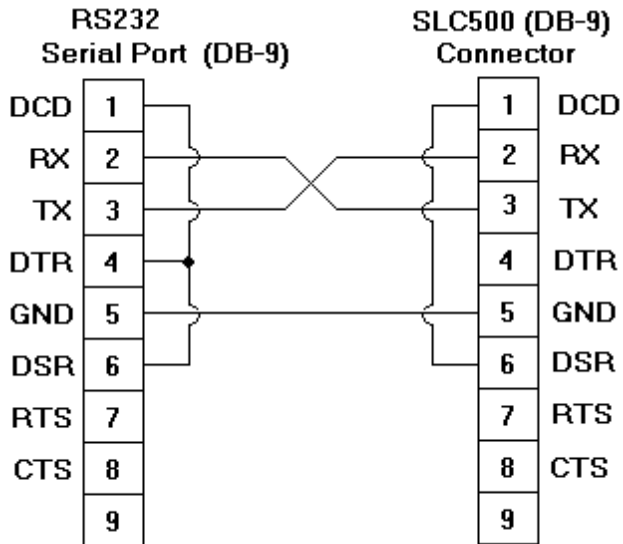 RS232
Serial Port (DB-9)
SLC500 (DB-9)
Connector
DCD 1
RX 2
TX 3
DTR 4
GND 5
DSR 6
RTS 7
CTS 8
9
1 DCD
2 RX
3 TX
4 DTR
5 GND
6 DSR
7 RTS
8 CTS
9